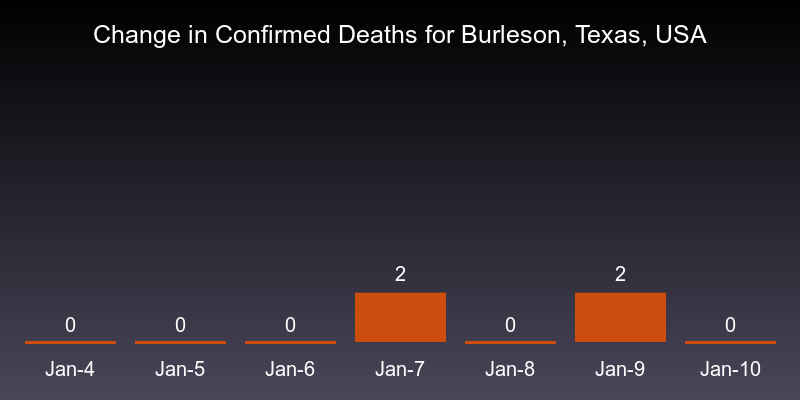 Change in Confirmed Deaths for Burleson, Texas, USA
0 0 0 2 0 2 0
Jan-4 Jan-5 Jan-6 Jan-7 Jan-8 Jan-9 Jan-10